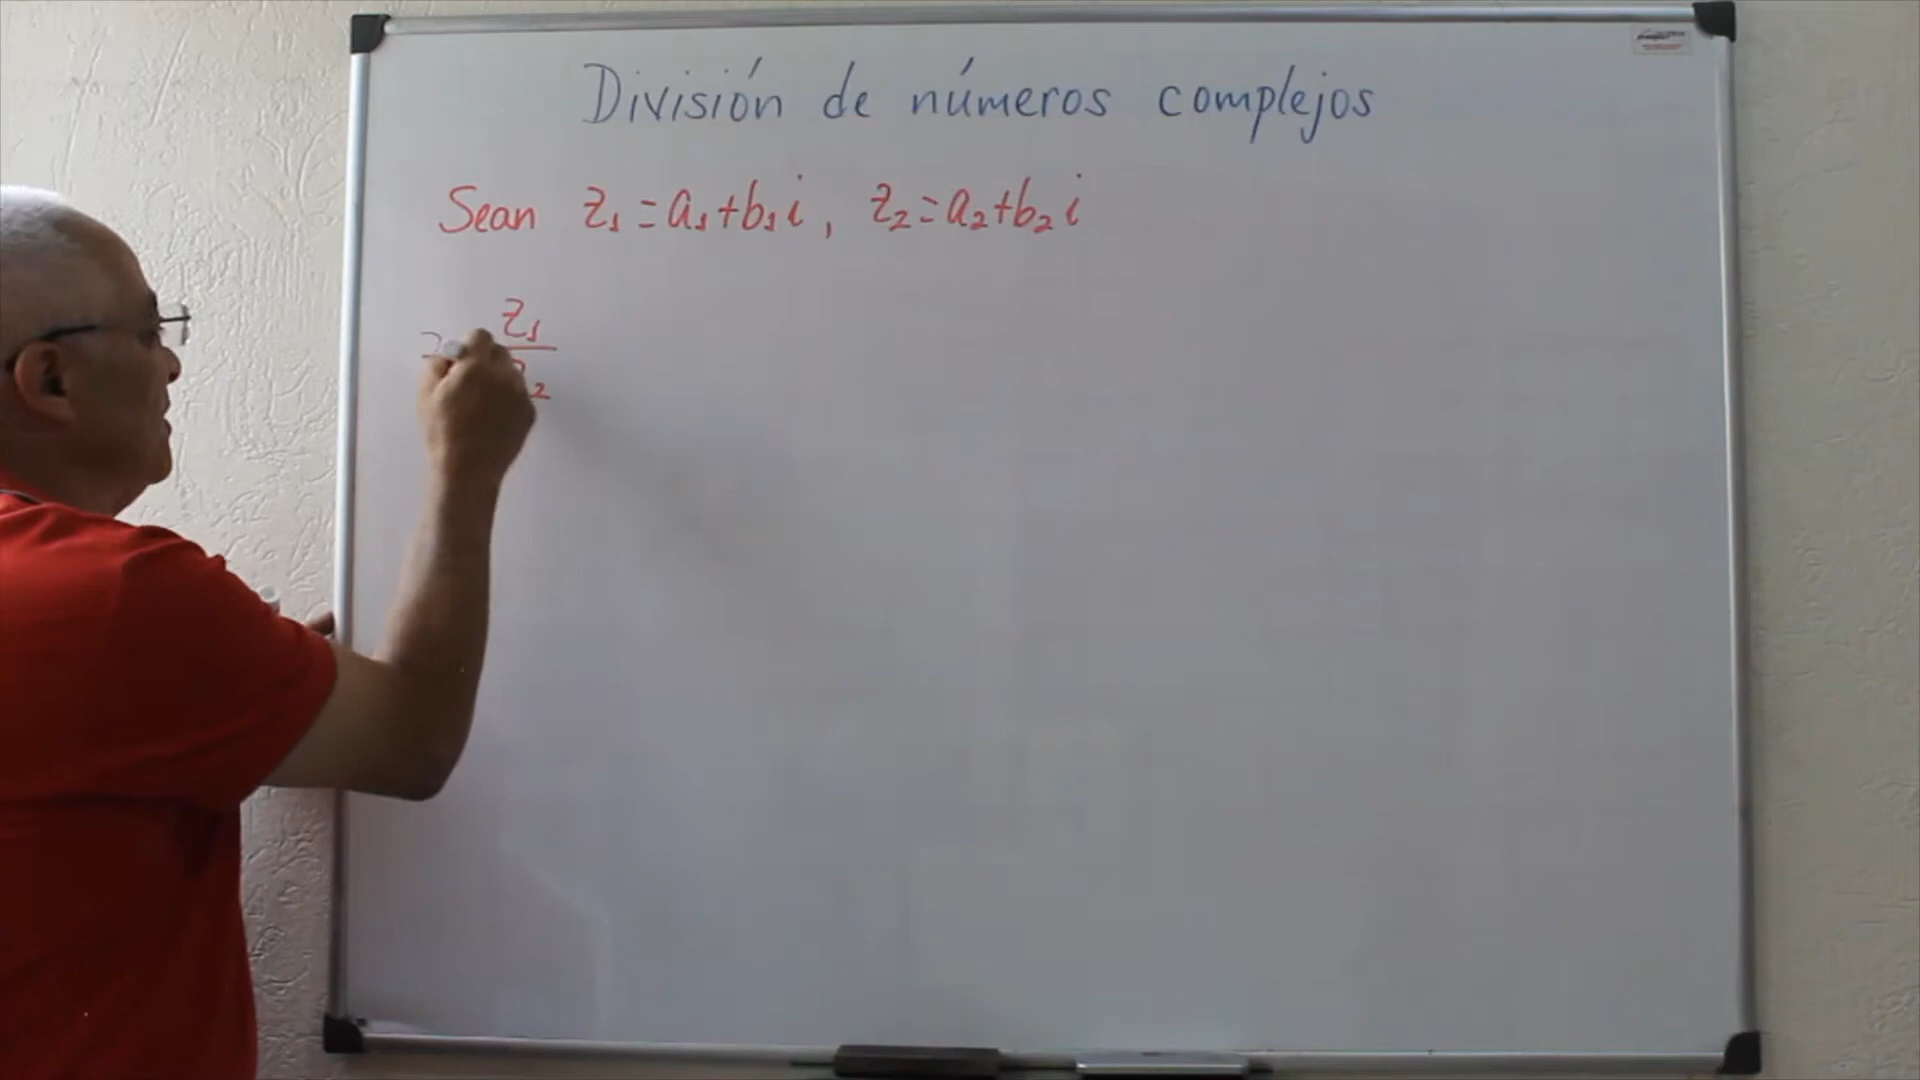 División de números complejos
Sean z₁ = a₁+b₁i, z₂ = a₂+b₂i
z₁